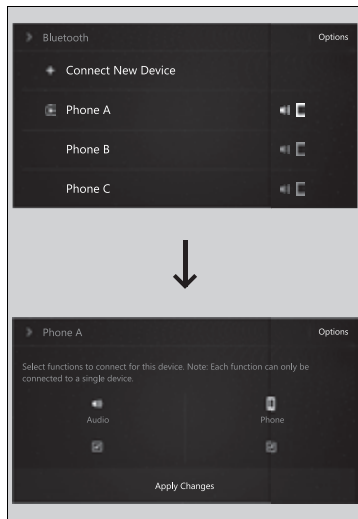 Bluetooth
Options
Connect New Device
Phone A
Phone B
Phone C
Phone A
Options
Select functions to connect for this device. Note: Each function can only be
connected to a single device.
Audio
Phone
Apply Changes